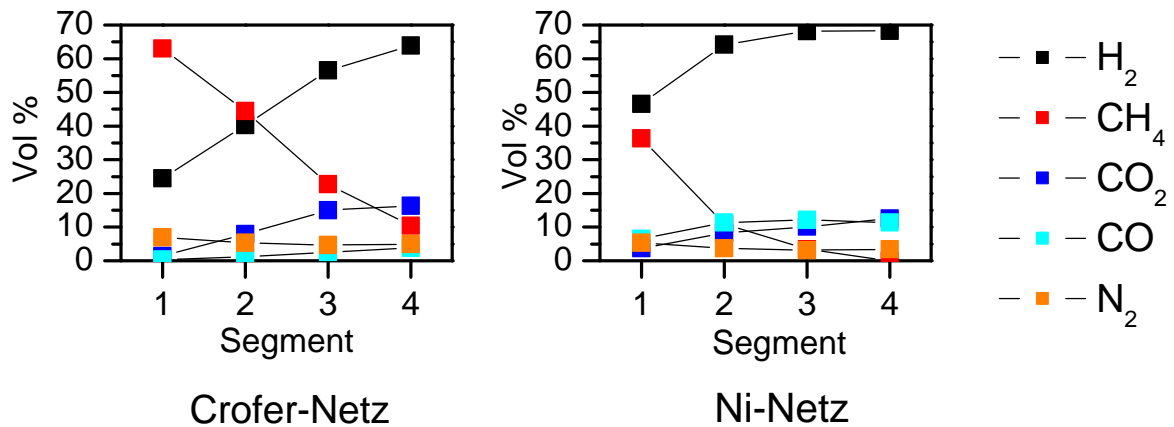 70
60
50
40
30
20
10
0
Vol %
1 2 3 4
Segment
Crofer-Netz
70
60
50
40
30
20
10
0
Vol %
1 2 3 4
Segment
Ni-Netz
H₂
CH₄
CO₂
CO
N₂